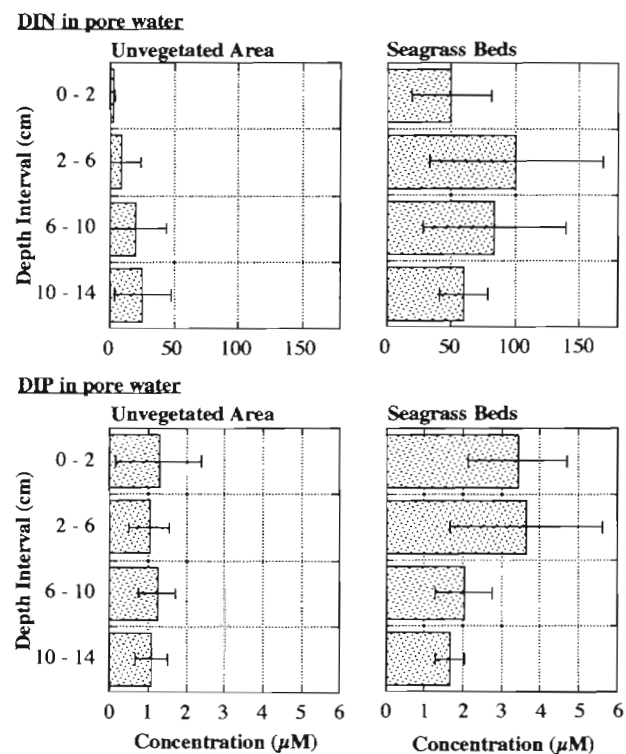 DIN in pore water
Unvegetated Area
Seagrass Beds
Depth Interval (cm)
0 - 2
2 - 6
6 - 10
10 - 14
0 50 100 150
0 50 100 150
DIP in pore water
Unvegetated Area
Seagrass Beds
Depth Interval (cm)
0 - 2
2 - 6
6 - 10
10 - 14
0 1 2 3 4 5 6
0 1 2 3 4 5 6
Concentration (µM)
Concentration (µM)